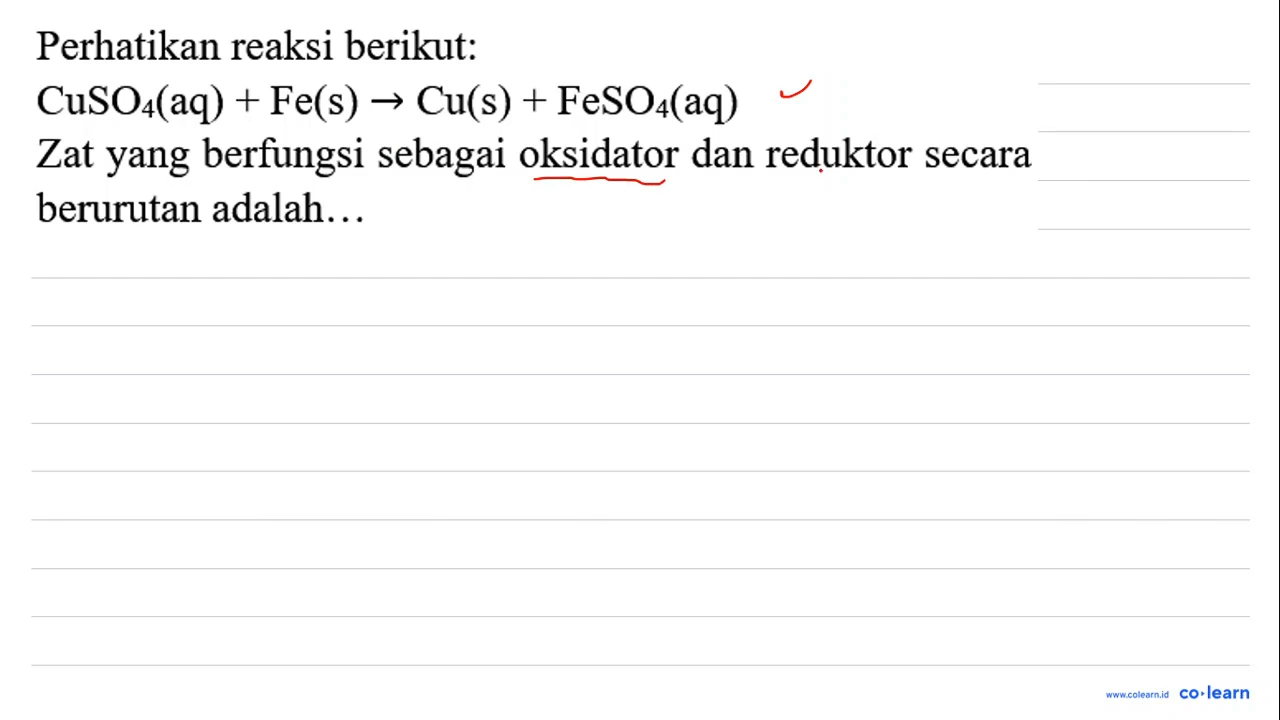 Perhatikan reaksi berikut:
CuSO₄(aq) + Fe(s) → Cu(s) + FeSO₄(aq)
Zat yang berfungsi sebagai oksidator dan reduktor secara
berurutan adalah…
www.colearn.id co·learn